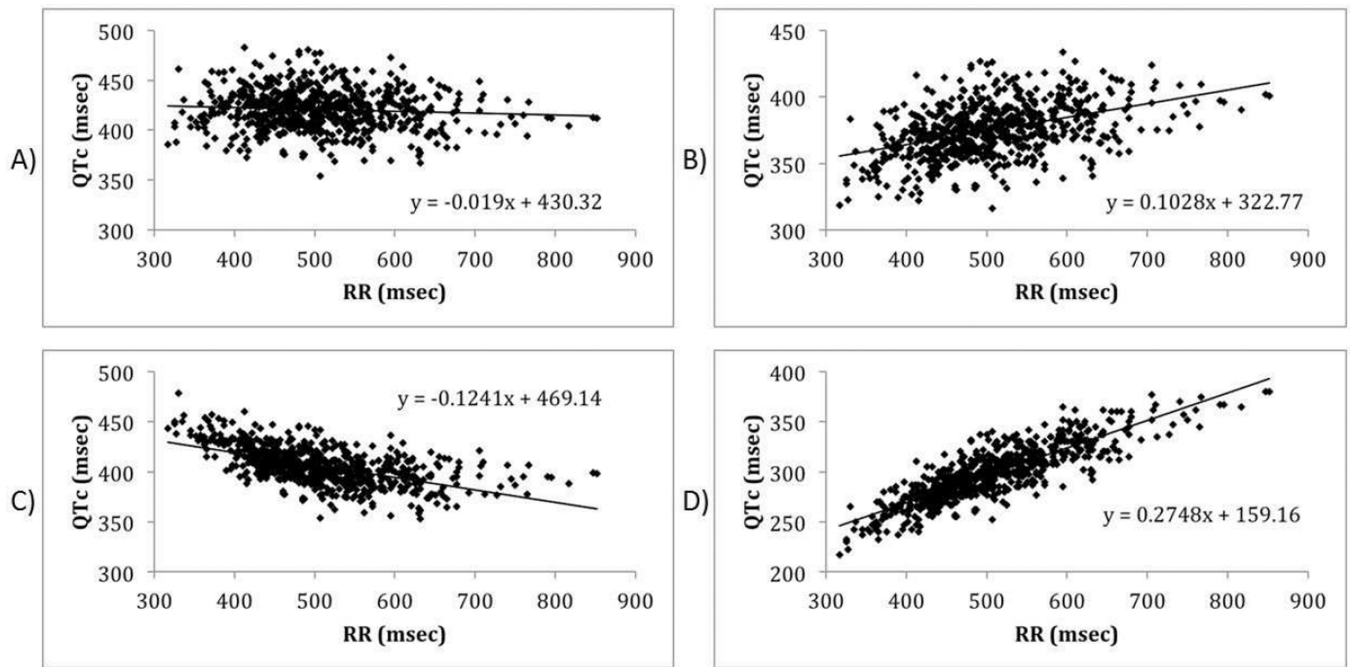 A)
500
450
400
350
300
QTc (msec)
y = -0.019x + 430.32
300 400 500 600 700 800 900
RR (msec)
B)
450
400
350
300
QTc (msec)
y = 0.1028x + 322.77
300 400 500 600 700 800 900
RR (msec)
C)
500
450
400
350
300
QTc (msec)
y = -0.1241x + 469.14
300 400 500 600 700 800 900
RR (msec)
D)
400
350
300
250
200
QTc (msec)
y = 0.2748x + 159.16
300 400 500 600 700 800 900
RR (msec)